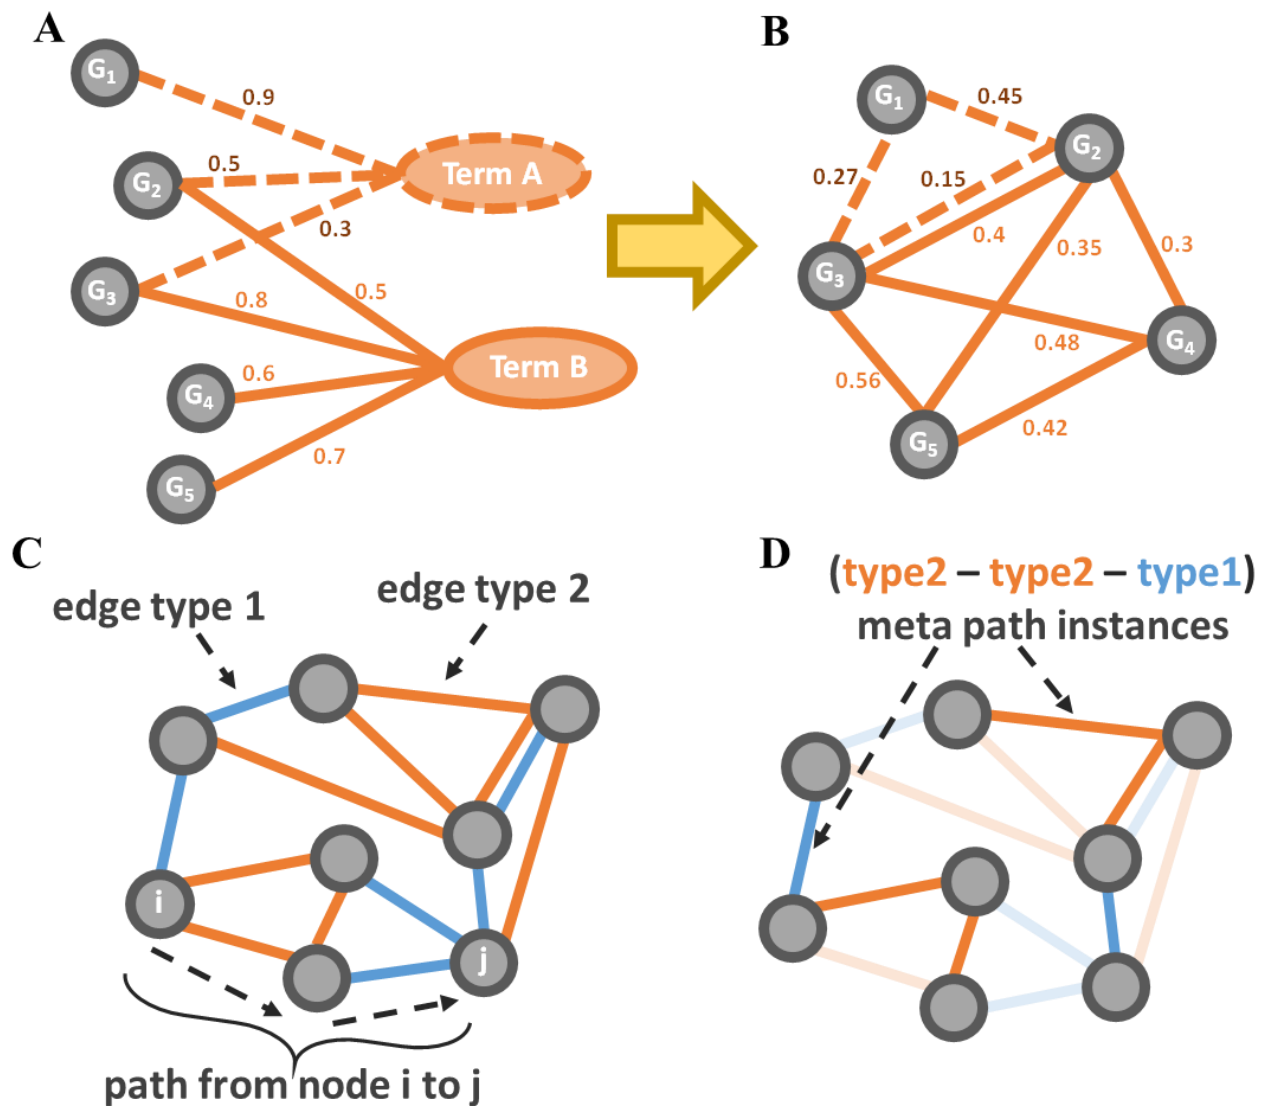 A
G1
0.9
G2
0.5
Term A
0.3
G3
0.8
0.5
Term B
G4
0.6
G5
0.7
B
G1
0.45
G2
0.27
0.15
0.4
0.35
0.3
G3
0.48
G4
0.56
0.42
G5
C
edge type 1
edge type 2
i
j
path from node i to j
D
(type2 – type2 – type1)
meta path instances